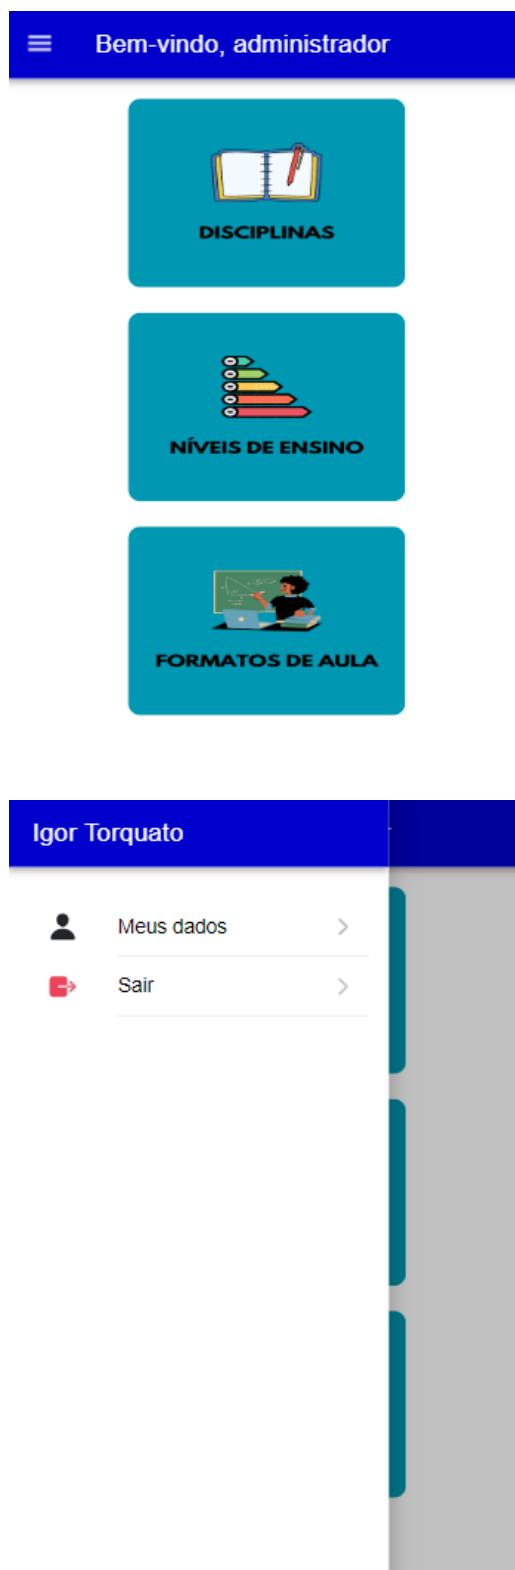 Bem-vindo, administrador
DISCIPLINAS
NÍVEIS DE ENSINO
FORMATOS DE AULA
Igor Torquato
Meus dados
Sair